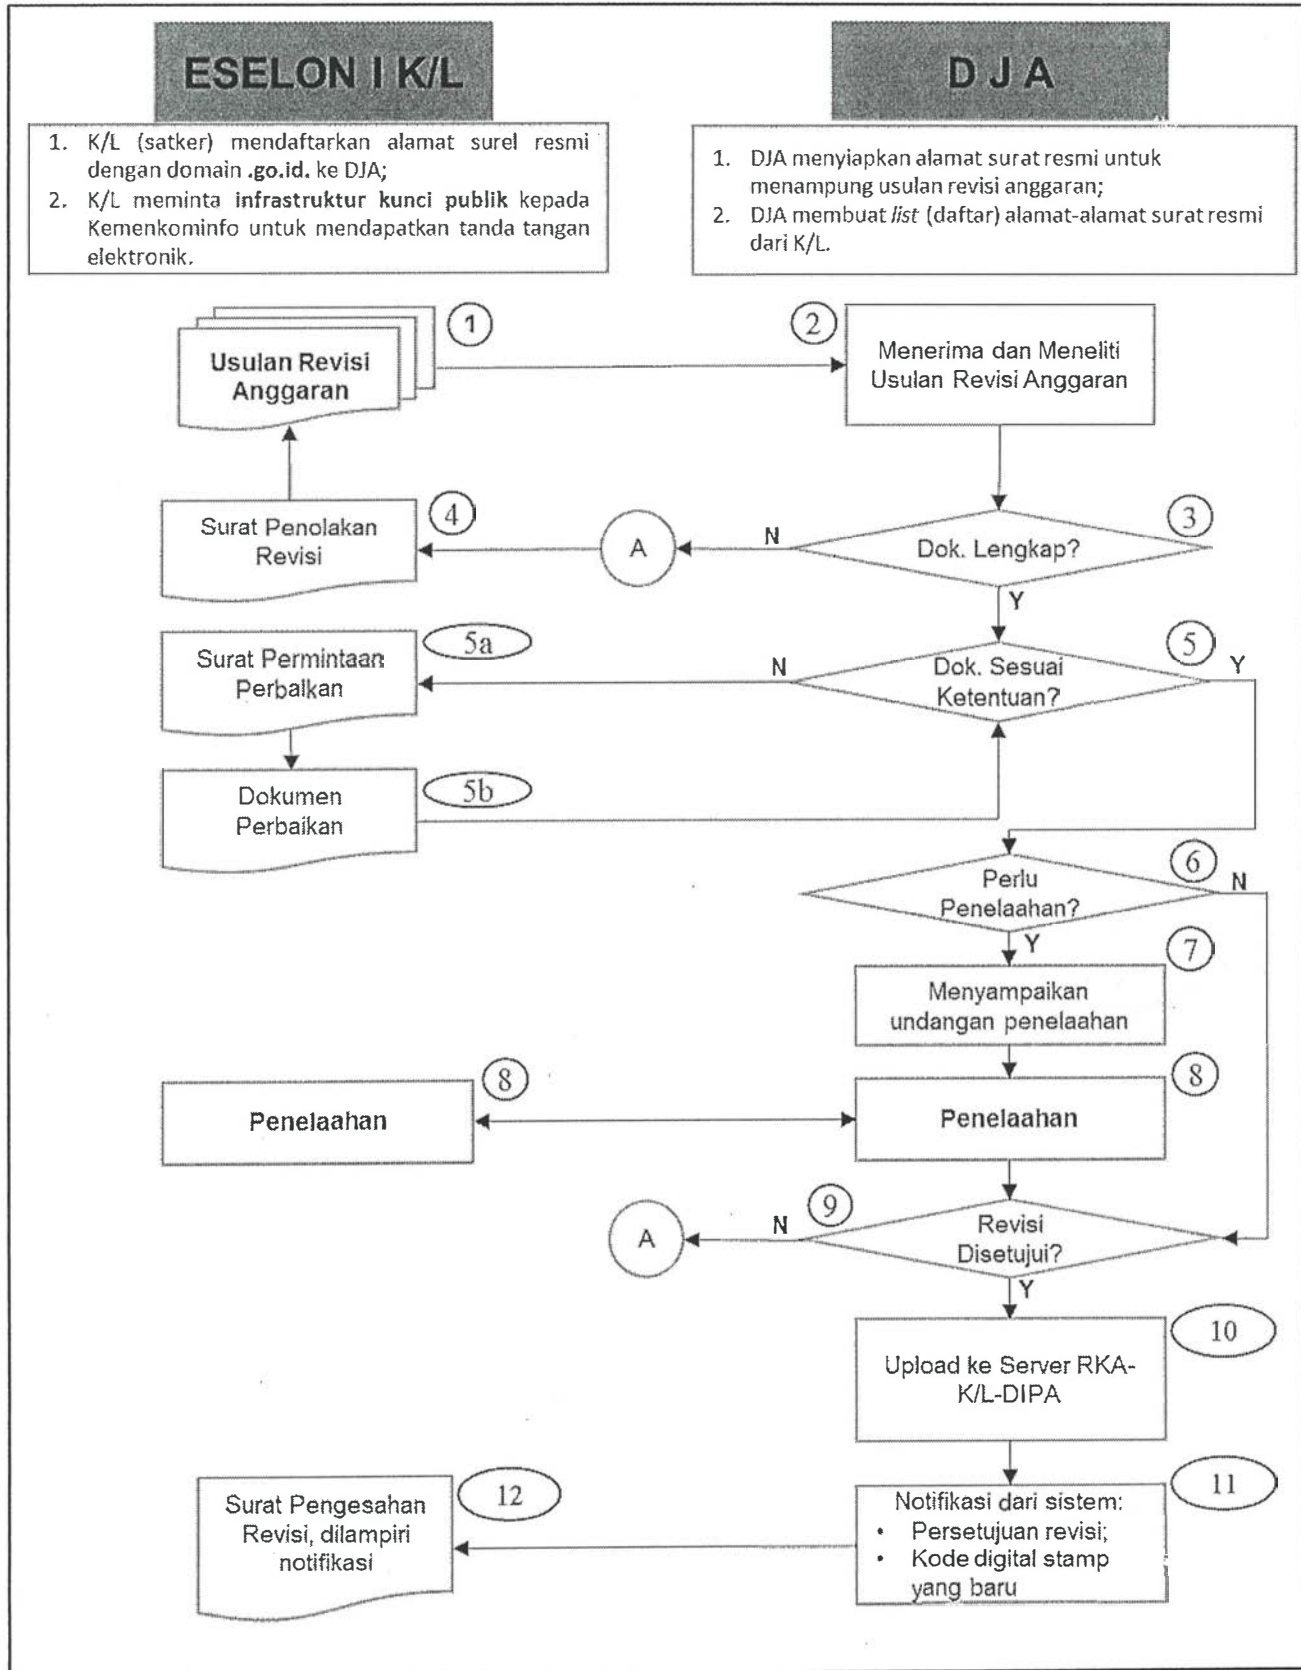 ESELON I K/L
1. K/L (satker) mendaftarkan alamat surel resmi
dengan domain .go.id. ke DJA;
2. K/L meminta infrastruktur kunci publik kepada
Kemenkominfo untuk mendapatkan tanda tangan
elektronik.
D J A
1. DJA menyiapkan alamat surat resmi untuk
menampung usulan revisi anggaran;
2. DJA membuat list (daftar) alamat-alamat surat resmi
dari K/L.
1
Usulan Revisi
Anggaran
2
Menerima dan Meneliti
Usulan Revisi Anggaran
3
Dok. Lengkap?
N
A
4
Surat Penolakan
Revisi
Y
5
Dok. Sesuai
Ketentuan?
Y
N
5a
Surat Permintaan
Perbaikan
5b
Dokumen
Perbaikan
6
Perlu
Penelaahan?
N
Y
7
Menyampaikan
undangan penelaahan
8
Penelaahan
8
Penelaahan
9
Revisi
Disetujui?
N
A
Y
10
Upload ke Server RKA-
K/L-DIPA
11
Notifikasi dari sistem:
• Persetujuan revisi;
• Kode digital stamp
yang baru
12
Surat Pengesahan
Revisi, dilampiri
notifikasi